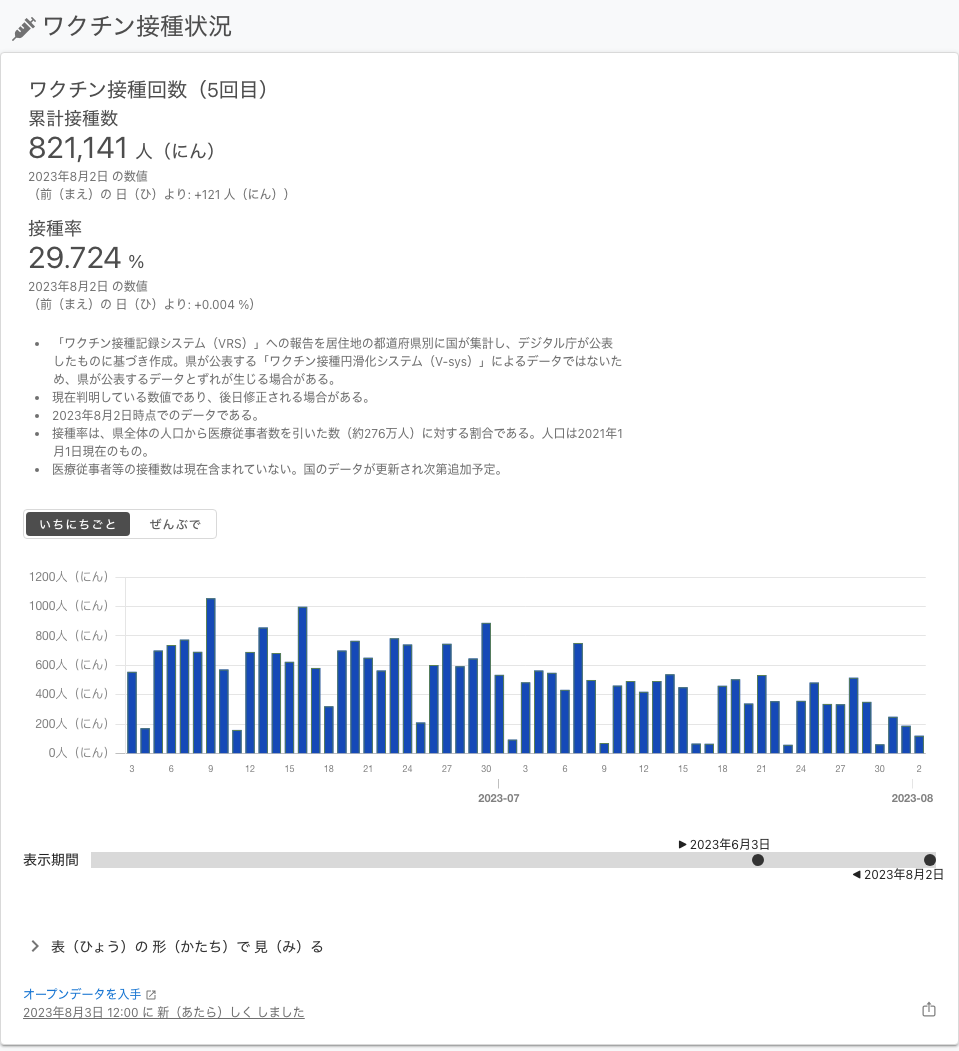 ワクチン接種状況
ワクチン接種回数（5回目）
累計接種数
821,141 人（にん）
2023年8月2日 の数値
（前（まえ）の 日（ひ）より: +121 人（にん））
接種率
29.724 %
2023年8月2日 の数値
（前（まえ）の 日（ひ）より: +0.004 %）
• 「ワクチン接種記録システム（VRS）」への報告を居住地の都道府県別に国が集計し、デジタル庁が公表
したものに基づき作成。県が公表する「ワクチン接種円滑化システム（V-sys）」によるデータではないた
め、県が公表するデータとずれが生じる場合がある。
• 現在判明している数値であり、後日修正される場合がある。
• 2023年8月2日時点でのデータである。
• 接種率は、県全体の人口から医療従事者数を引いた数（約276万人）に対する割合である。人口は2021年1
月1日現在のもの。
• 医療従事者等の接種数は現在含まれていない。国のデータが更新され次第追加予定。
いちにちごと ぜんぶで
1200人（にん）
1000人（にん）
800人（にん）
600人（にん）
400人（にん）
200人（にん）
0人（にん）
3 6 9 12 15 18 21 24 27 30 3 6 9 12 15 18 21 24 27 30 2
2023-07 2023-08
▶ 2023年6月3日
表示期間
◀ 2023年8月2日
表（ひょう）の 形（かたち）で 見（み）る
オープンデータを入手
2023年8月3日 12:00 に 新（あたら）しく しました